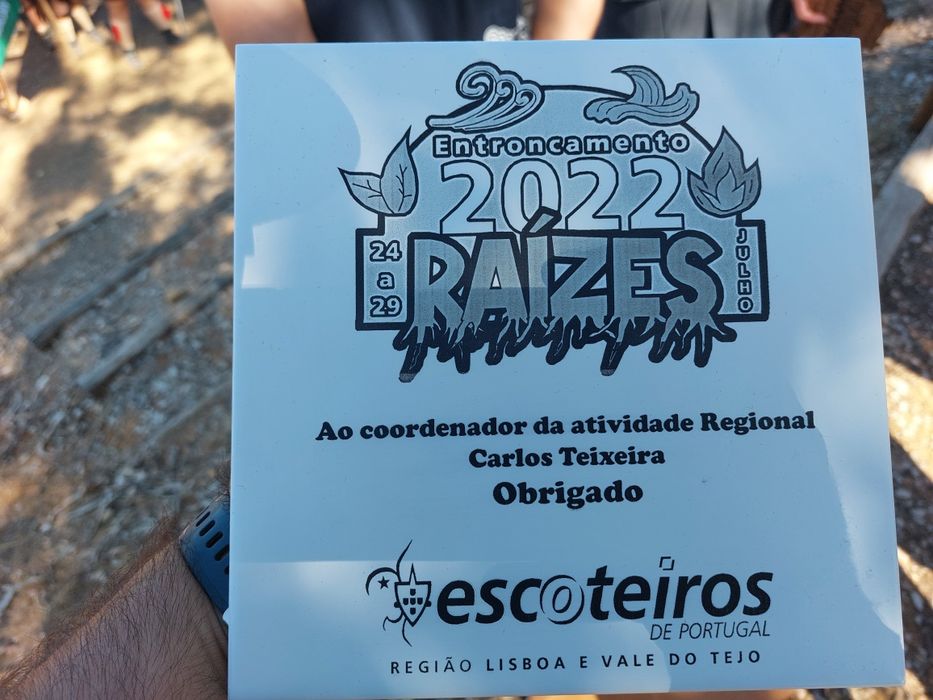 Entroncamento
2022
24
a
29
RAÍZES
JULHO
Ao coordenador da atividade Regional
Carlos Teixeira
Obrigado
escoteiros
DE PORTUGAL
REGIÃO LISBOA E VALE DO TEJO